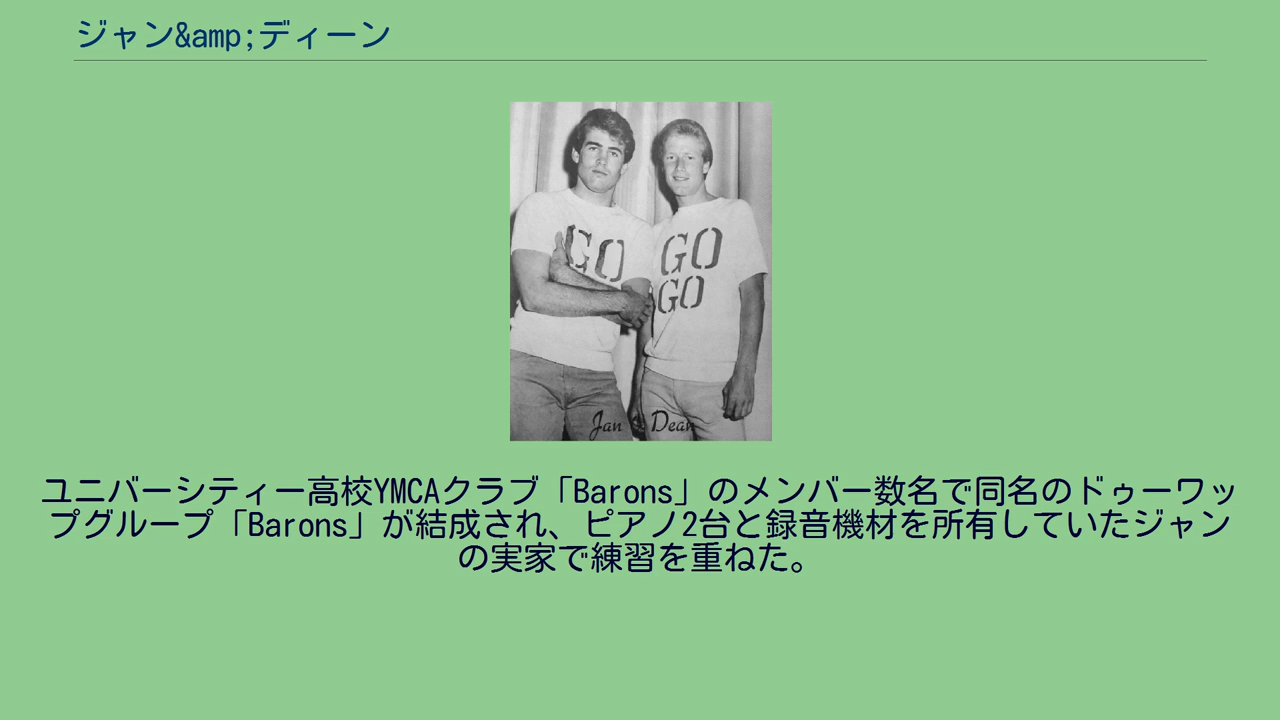 ジャン&amp;ディーン
GO GO
GO
Jan & Dean
ユニバーシティー高校YMCAクラブ「Barons」のメンバー数名で同名のドゥーワッ
プグループ「Barons」が結成され、ピアノ2台と録音機材を所有していたジャン
の実家で練習を重ねた。